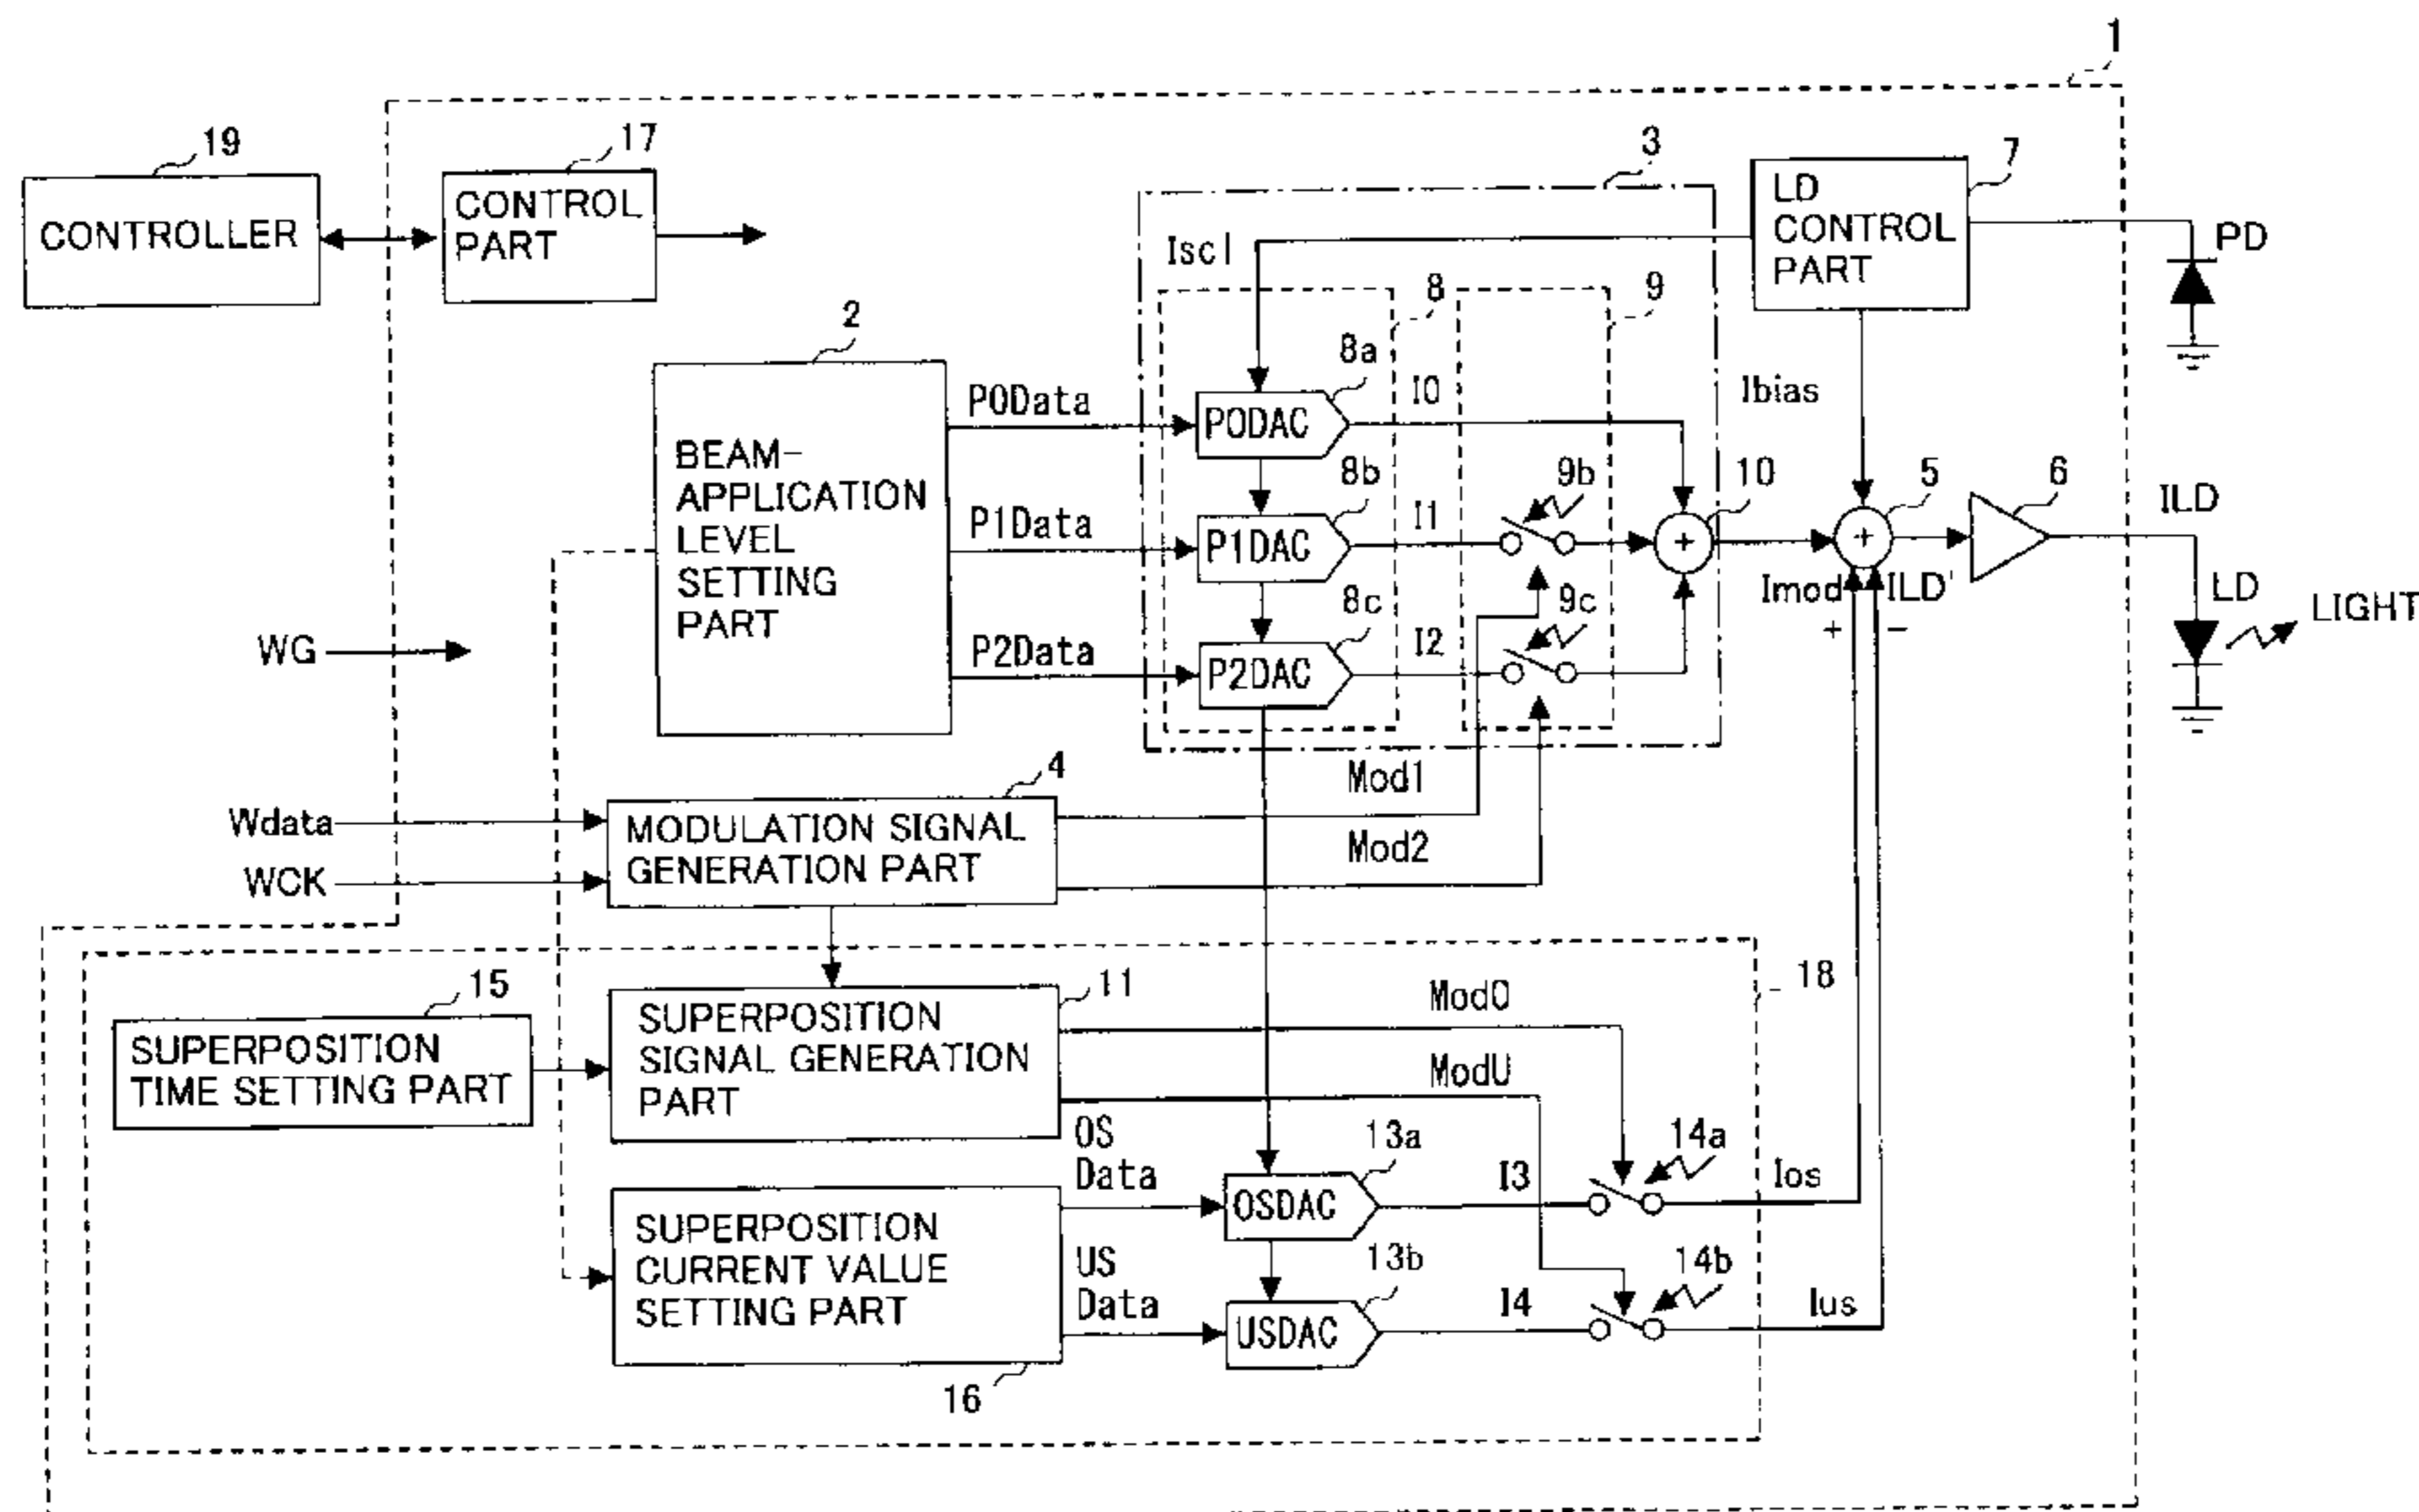 1
19
17
3
7
CONTROLLER
CONTROL
PART
LD
CONTROL
PART
PD
Iscl
8
9
2
8a
I0
Ibias
P0Data
P0DAC
BEAM-
APPLICATION
LEVEL
SETTING
PART
8b
9b
10
5
6
ILD
P1Data
I1
P1DAC
+
+
8c
9c
Imod
ILD'
LD
LIGHT
+
−
WG
P2Data
I2
P2DAC
4
Mod1
Wdata
MODULATION SIGNAL
GENERATION PART
Mod2
WCK
15
11
ModO
18
SUPERPOSITION
TIME SETTING PART
SUPERPOSITION
SIGNAL GENERATION
PART
ModU
OS
Data
13a
14a
I3
Ios
OSDAC
SUPERPOSITION
CURRENT VALUE
SETTING PART
US
Data
13b
14b
I4
Ius
USDAC
16